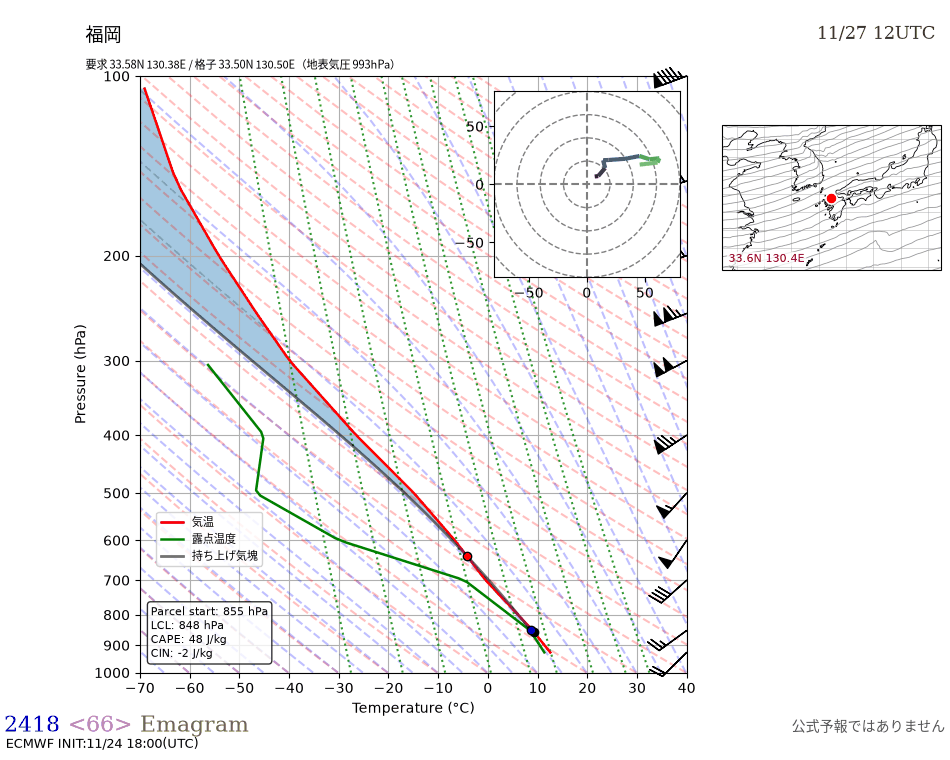 福岡
11/27 12UTC
要求 33.58N 130.38E / 格子 33.50N 130.50E（地表気圧 993hPa）
100
200
300
400
500
600
700
800
900
1000
Pressure (hPa)
50
0
−50
−50
0
50
33.6N 130.4E
気温
露点温度
持ち上げ気塊
Parcel start: 855 hPa
LCL: 848 hPa
CAPE: 48 J/kg
CIN: -2 J/kg
−70
−60
−50
−40
−30
−20
−10
0
10
20
30
40
Temperature (°C)
2418 <66> Emagram
公式予報ではありません
ECMWF INIT:11/24 18:00(UTC)